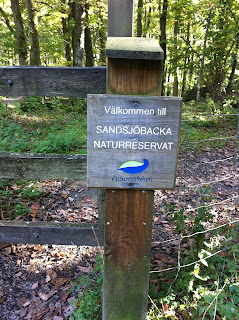 Välkommen till
SANDSJÖBACKA
NATURRESERVAT